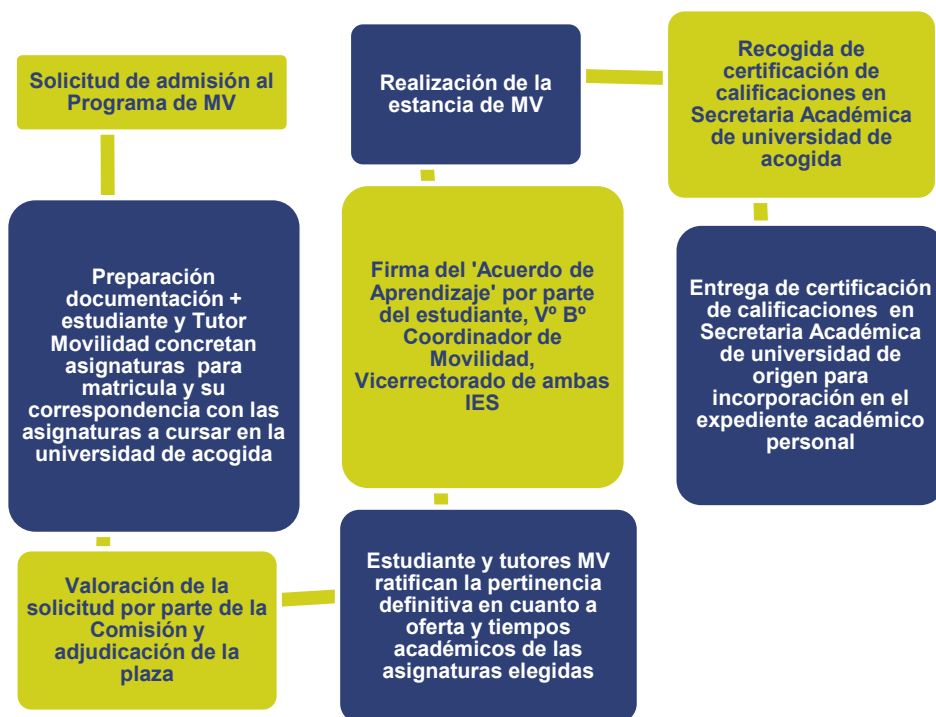 Solicitud de admisión al
Programa de MV
Preparación
documentación +
estudiante y Tutor
Movilidad concretan
asignaturas para
matricula y su
correspondencia con las
asignaturas a cursar en la
universidad de acogida
Valoración de la
solicitud por parte de la
Comisión y
adjudicación de la
plaza
Estudiante y tutores MV
ratifican la pertinencia
definitiva en cuanto a
oferta y tiempos
académicos de las
asignaturas elegidas
Firma del 'Acuerdo de
Aprendizaje' por parte
del estudiante, Vº Bº
Coordinador de
Movilidad,
Vicerrectorado de ambas
IES
Realización de la
estancia de MV
Recogida de
certificación de
calificaciones en
Secretaria Académica
de universidad de
acogida
Entrega de certificación
de calificaciones en
Secretaria Académica
de universidad de
origen para
incorporación en el
expediente académico
personal